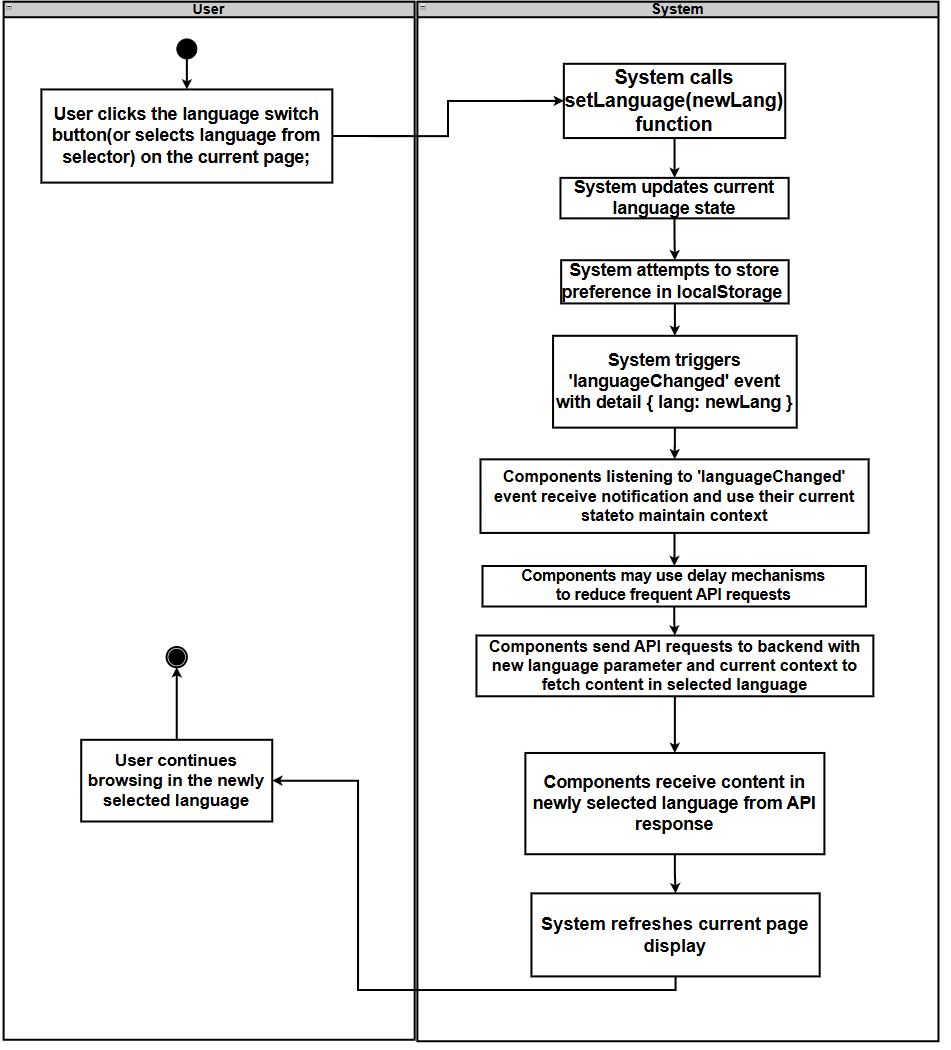 User
System
User clicks the language switch
button(or selects language from
selector) on the current page;
System calls
setLanguage(newLang)
function
System updates current
language state
System attempts to store
preference in localStorage
System triggers
'languageChanged' event
with detail { lang: newLang }
Components listening to 'languageChanged'
event receive notification and use their current
stateto maintain context
Components may use delay mechanisms
to reduce frequent API requests
Components send API requests to backend with
new language parameter and current context to
fetch content in selected language
Components receive content in
newly selected language from API
response
System refreshes current page
display
User continues
browsing in the newly
selected language